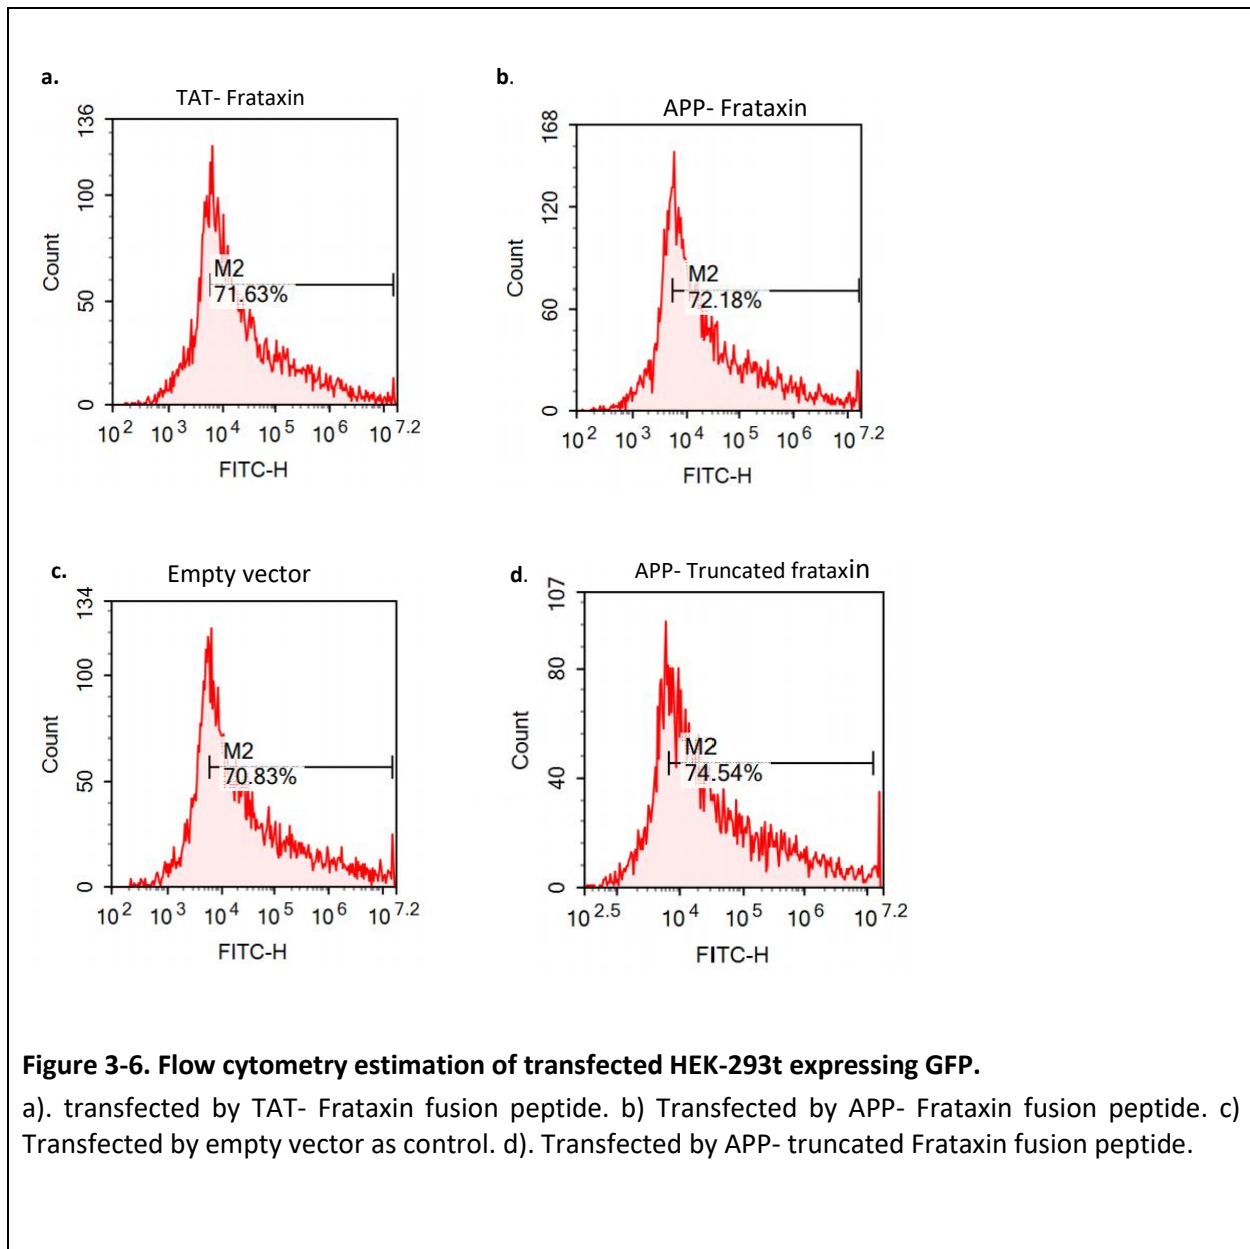 a.
TAT- Frataxin
136
100
50
0
Count
M2
71.63%
10^2 10^3 10^4 10^5 10^6 10^7.2
FITC-H
b.
APP- Frataxin
168
120
60
0
Count
M2
72.18%
10^2 10^3 10^4 10^5 10^6 10^7.2
FITC-H
c.
Empty vector
134
100
50
0
Count
M2
70.83%
10^2 10^3 10^4 10^5 10^6 10^7.2
FITC-H
d.
APP- Truncated frataxin
107
80
40
0
Count
M2
74.54%
10^2.5 10^4 10^5 10^6 10^7.2
FITC-H
Figure 3-6. Flow cytometry estimation of transfected HEK-293t expressing GFP.
a). transfected by TAT- Frataxin fusion peptide. b) Transfected by APP- Frataxin fusion peptide. c)
Transfected by empty vector as control. d). Transfected by APP- truncated Frataxin fusion peptide.